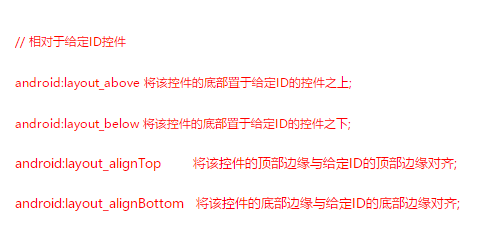 // 相对于给定ID控件
android:layout_above 将该控件的底部置于给定ID的控件之上;
android:layout_below 将该控件的底部置于给定ID的控件之下;
android:layout_alignTop 将该控件的顶部边缘与给定ID的顶部边缘对齐;
android:layout_alignBottom 将该控件的底部边缘与给定ID的底部边缘对齐;